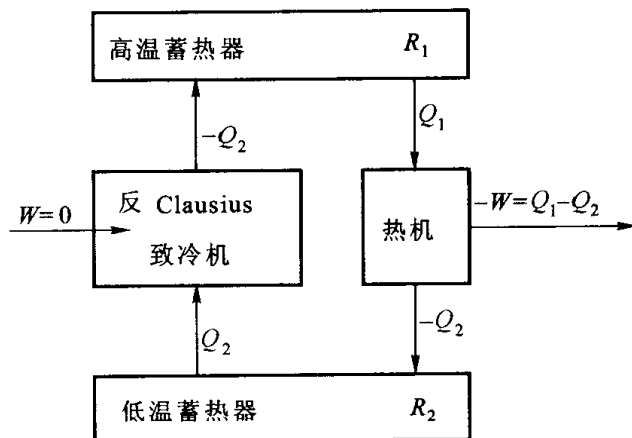 高温蓄热器 R₁
-Q₂
Q₁
W=0
反 Clausius
致冷机
热机
-W=Q₁-Q₂
Q₂
-Q₂
低温蓄热器 R₂